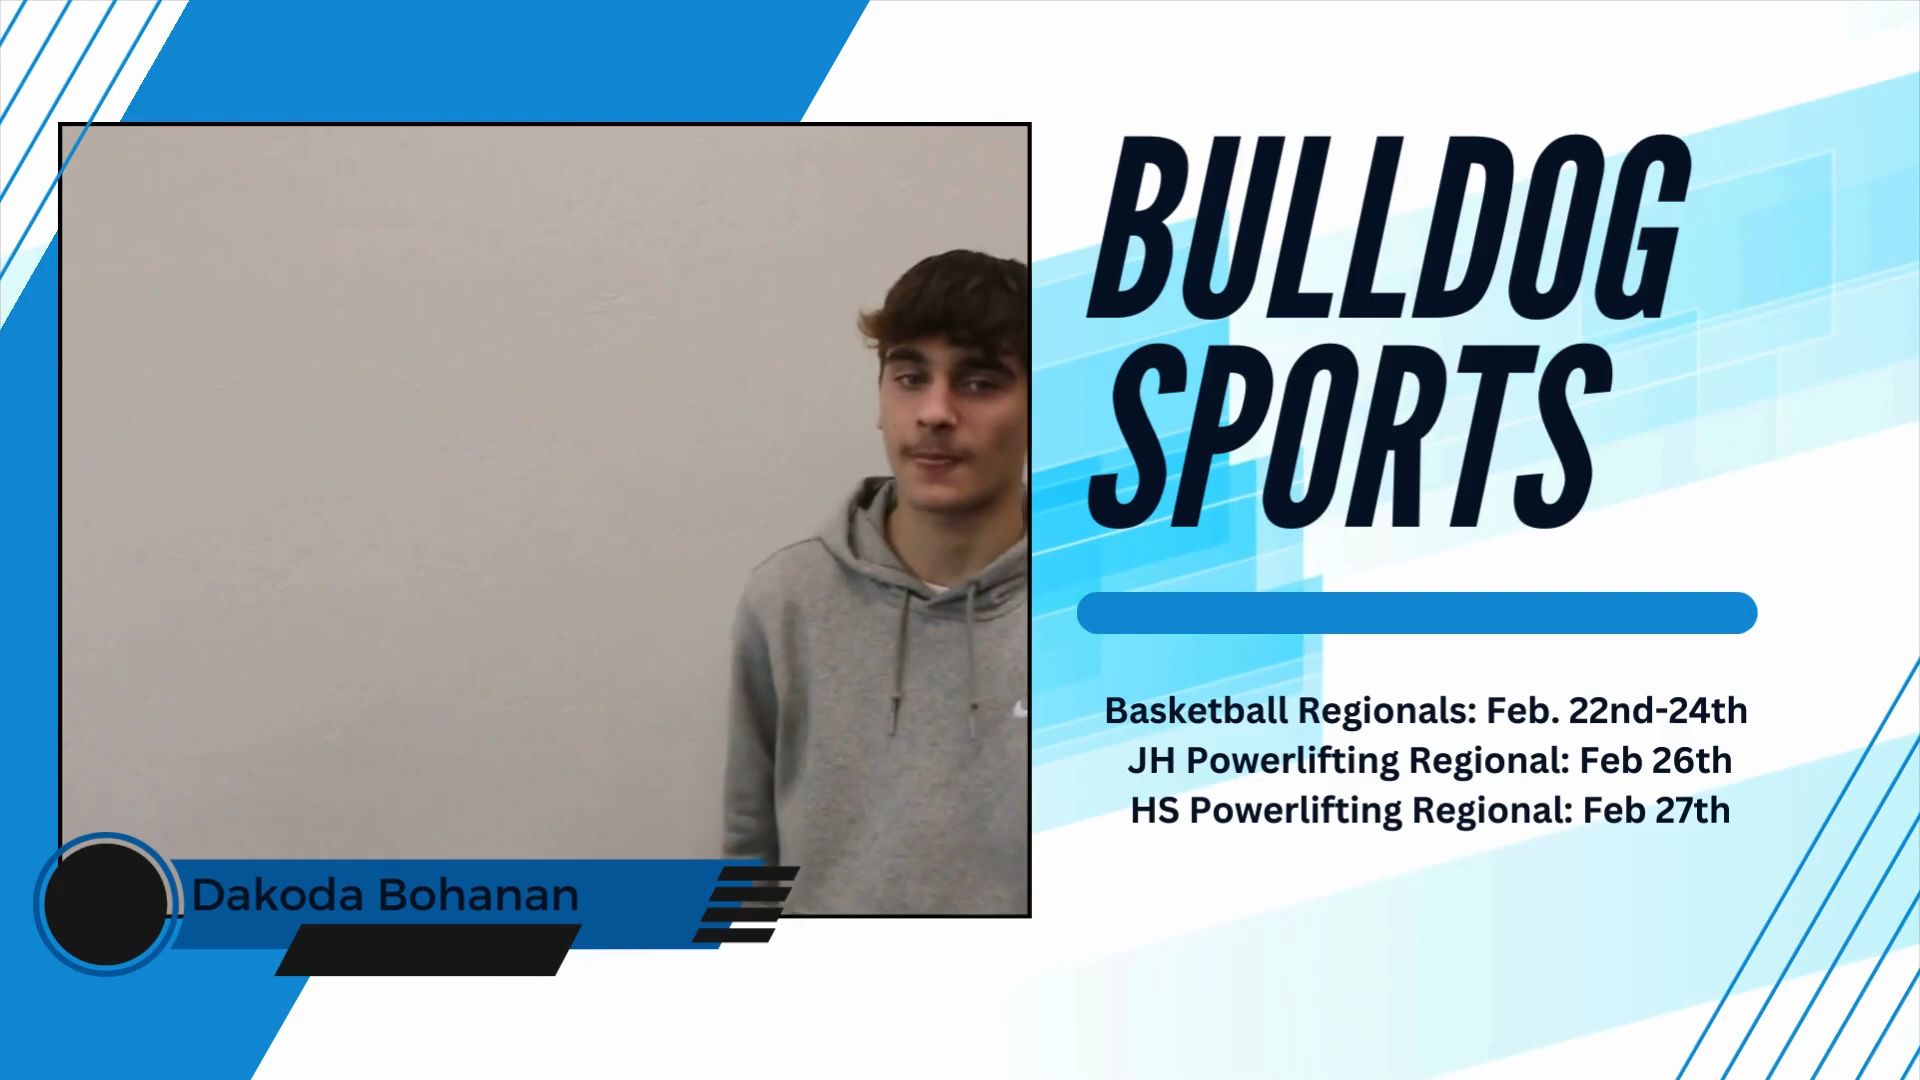 BULLDOG
SPORTS
Basketball Regionals: Feb. 22nd-24th
JH Powerlifting Regional: Feb 26th
HS Powerlifting Regional: Feb 27th
Dakoda Bohanan